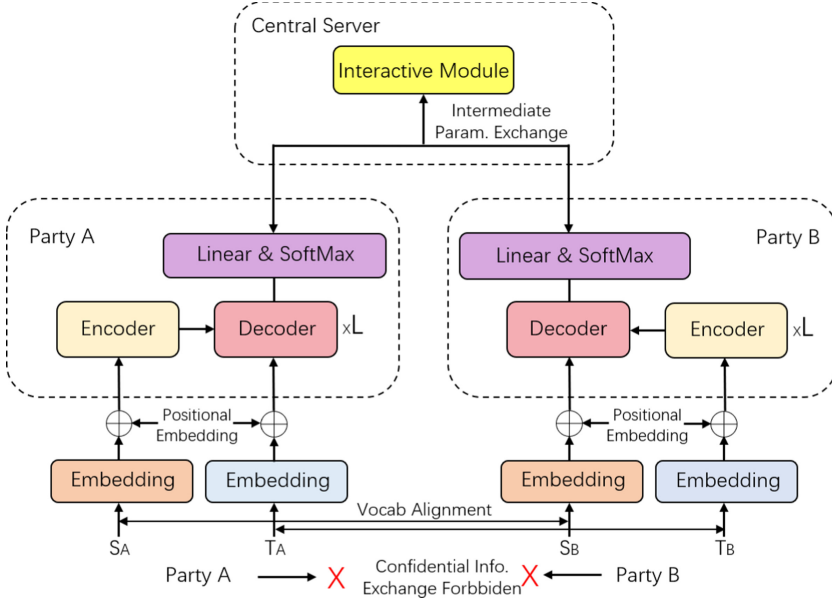 Central Server
Interactive Module
Intermediate
Param. Exchange
Party A
Linear & SoftMax
Encoder
Decoder
xL
Party B
Linear & SoftMax
Decoder
Encoder
xL
Positional
Embedding
Positional
Embedding
Embedding
Embedding
Embedding
Embedding
Vocab Alignment
SA
TA
SB
TB
Party A
X
Confidential Info.
Exchange Forbbiden
X
Party B